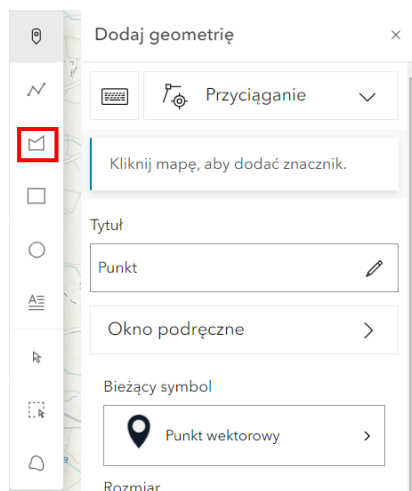 Dodaj geometrię
Przyciąganie
Kliknij mapę, aby dodać znacznik.
Tytuł
Punkt
Okno podręczne
Bieżący symbol
Punkt wektorowy
Rozmiar